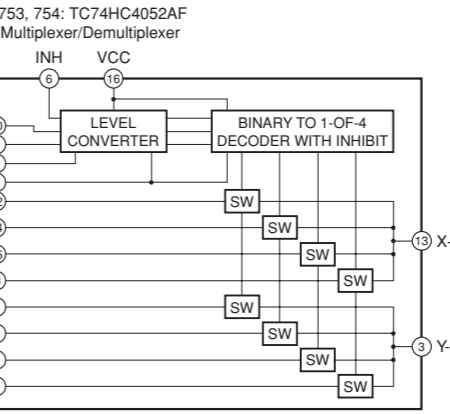 753, 754: TC74HC4052AF
Multiplexer/Demultiplexer
INH VCC
6 16
LEVEL CONVERTER
BINARY TO 1-OF-4
DECODER WITH INHIBIT
SW
SW
SW
SW
13 X-
SW
SW
SW
SW
3 Y-